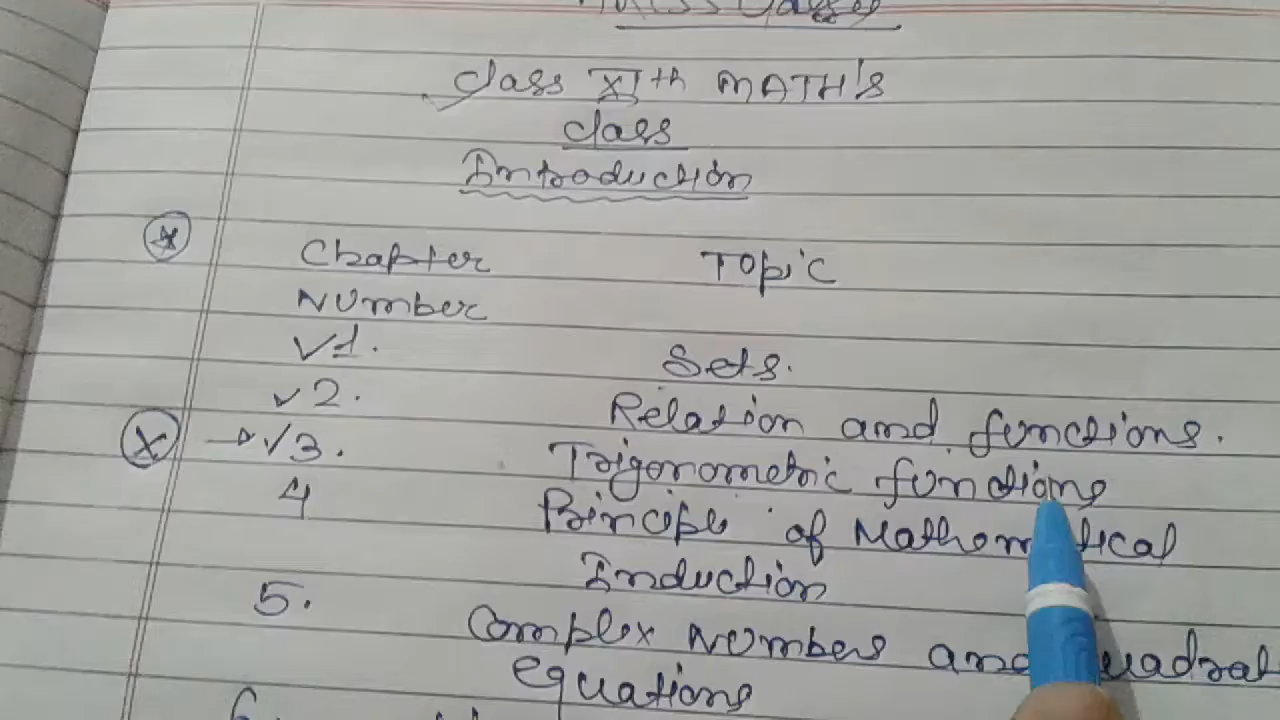 Class XIth MATH's
Class
Introduction
Chapter Topic
Number
✓1. Sets.
✓2. Relation and functions.
→✓3. Trigonometric functions
4 Principle of Mathematical
Induction
5. Complex Numbers and
equations
6